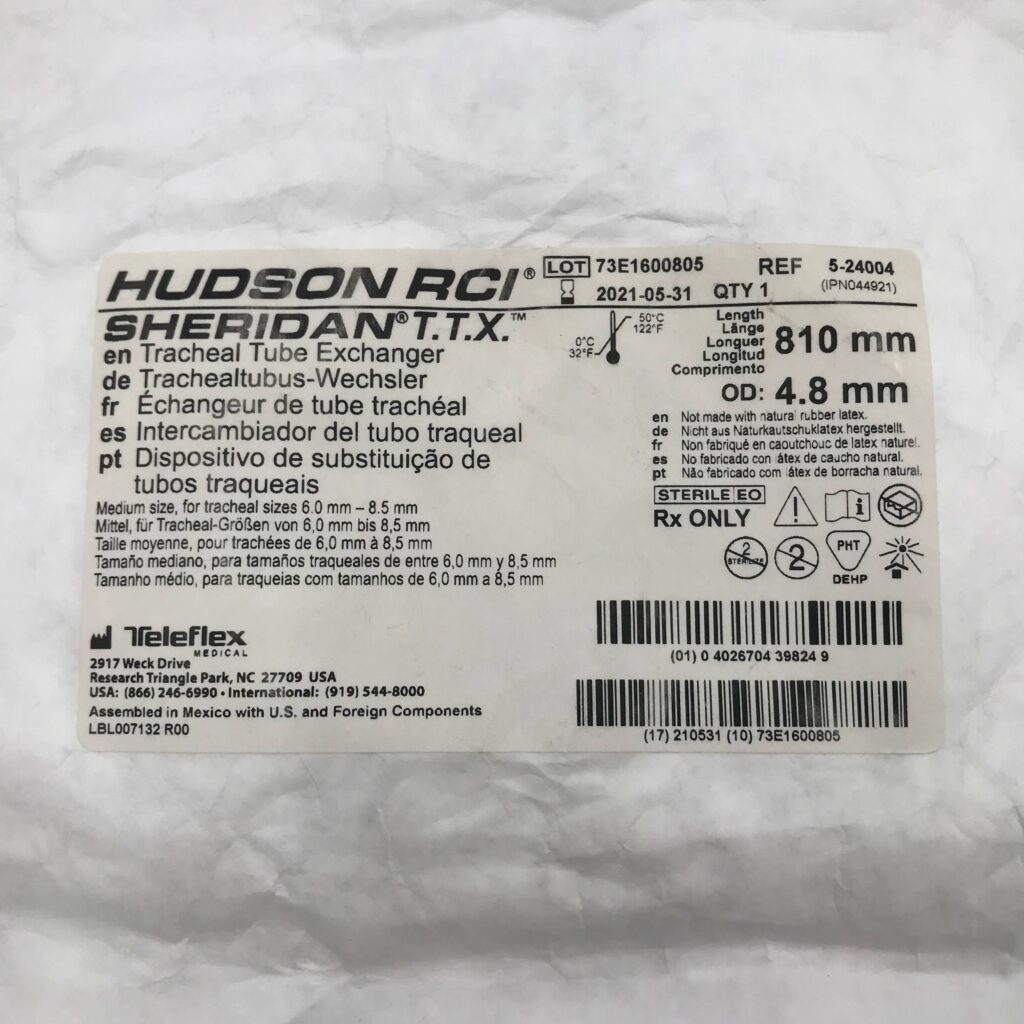 HUDSON RCI®
LOT 73E1600805 REF 5-24004
2021-05-31 QTY 1 (IPN044921)
SHERIDAN® T.T.X.™
en Tracheal Tube Exchanger
de Trachealtubus-Wechsler
fr Échangeur de tube trachéal
es Intercambiador del tubo traqueal
pt Dispositivo de substituição de
tubos traqueais
Medium size, for tracheal sizes 6.0 mm – 8.5 mm
Mittel, für Tracheal-Größen von 6,0 mm bis 8,5 mm
Taille moyenne, pour trachées de 6,0 mm à 8,5 mm
Tamaño mediano, para tamaños traqueales de entre 6,0 mm y 8,5 mm
Tamanho médio, para traqueias com tamanhos de 6,0 mm a 8,5 mm
50°C
122°F
0°C
32°F
Length
Länge
Longuer
Longitud
Comprimento
810 mm
OD: 4.8 mm
en Not made with natural rubber latex.
de Nicht aus Naturkautschuklatex hergestellt.
fr Non fabriqué en caoutchouc de latex naturel.
es No fabricado con látex de caucho natural.
pt Não fabricado com látex de borracha natural.
STERILE EO
Rx ONLY
i
2
STERILIZE
2
PHT
DEHP
Teleflex
MEDICAL
2917 Weck Drive
Research Triangle Park, NC 27709 USA
USA: (866) 246-6990 • International: (919) 544-8000
Assembled in Mexico with U.S. and Foreign Components
LBL007132 R00
(01) 0 4026704 39824 9
(17) 210531 (10) 73E1600805